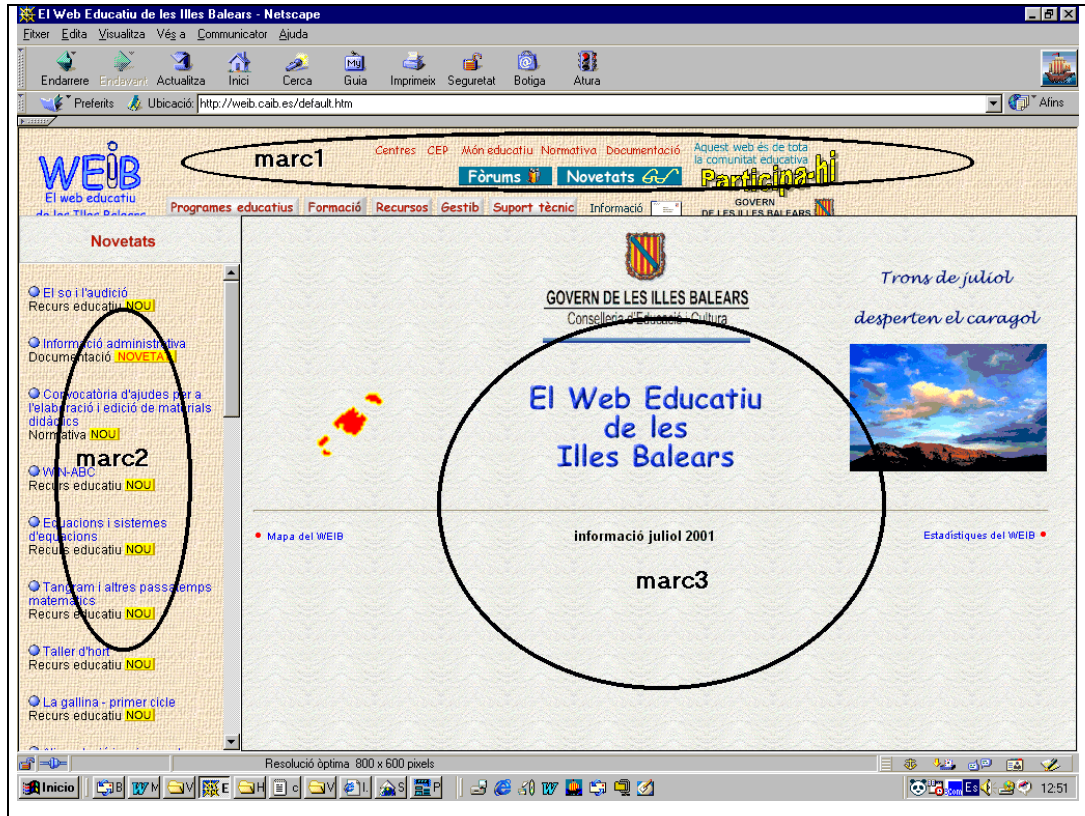 El Web Educatiu de les Illes Balears - Netscape
Fitxer Edita Visualitza Vés a Communicator Ajuda
Endarrere Endavant Actualitza Inici Cerca Guia Imprimeix Seguretat Botiga Atura
Preferits Ubicació: http://weib.caib.es/default.htm Afins
WEIB
El web educatiu
de les Illes Balears
marc1
Centres CEP Món educatiu Normativa Documentació
Fòrums Novetats
Aquest web és de tota
la comunitat educativa
Participa-hi
Programes educatius Formació Recursos Gestib Suport tècnic Informació
GOVERN
DE LES ILLES BALEARS
Novetats
El so i l'audició
Recurs educatiu NOU
Informació administrativa
Documentació NOVETAT
Convocatòria d'ajudes per a
l'elaboració i edició de materials
didàctics
Normativa NOU
marc2
WIN-ABC
Recurs educatiu NOU
Equacions i sistemes
d'equacions
Recurs educatiu NOU
Tangram i altres passatemps
matemàtics
Recurs educatiu NOU
Taller d'hort
Recurs educatiu NOU
La gallina - primer cicle
Recurs educatiu NOU
GOVERN DE LES ILLES BALEARS
Conselleria d'Educació i Cultura
Trons de juliol
desperten el caragol
El Web Educatiu
de les
Illes Balears
Mapa del WEIB
informació juliol 2001
Estadístiques del WEIB
marc3
Resolució òptima 800 x 600 pixels
Inicio B M V E H c V I. S P Es 12:51